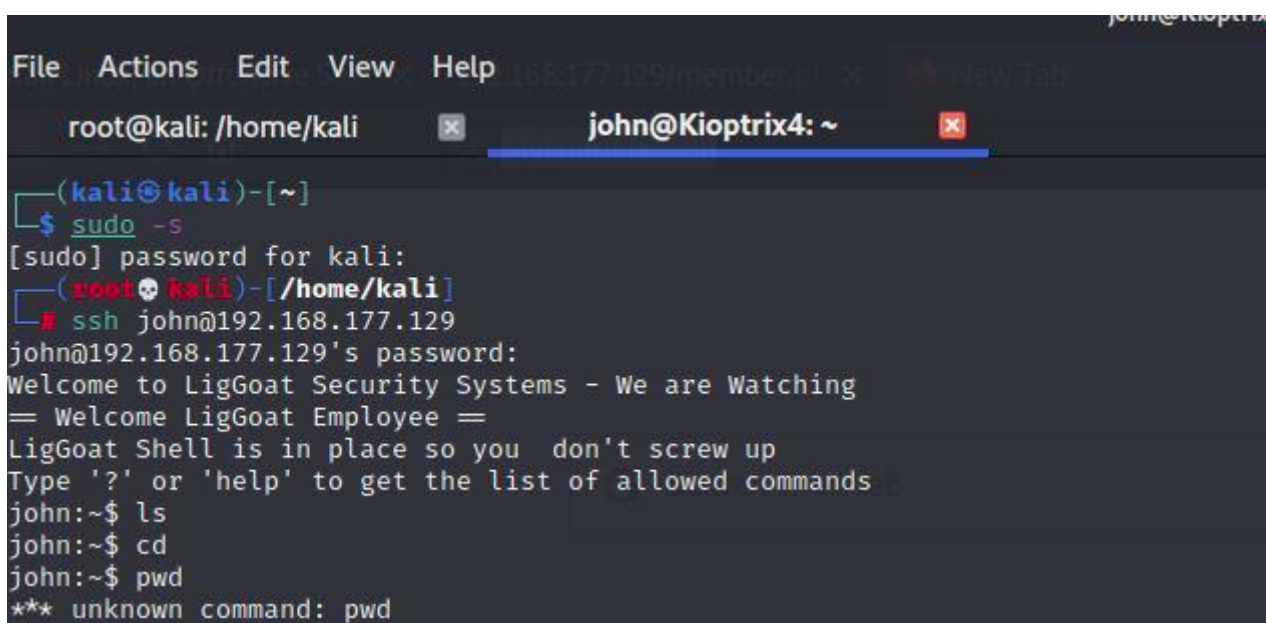 john@Kioptrix
File Actions Edit View Help
root@kali: /home/kali john@Kioptrix4: ~
(kali㉿kali)-[~]
$ sudo -s
[sudo] password for kali:
(root💀kali)-[/home/kali]
# ssh john@192.168.177.129
john@192.168.177.129's password:
Welcome to LigGoat Security Systems - We are Watching
== Welcome LigGoat Employee ==
LigGoat Shell is in place so you  don't screw up
Type '?' or 'help' to get the list of allowed commands
john:~$ ls
john:~$ cd
john:~$ pwd
*** unknown command: pwd